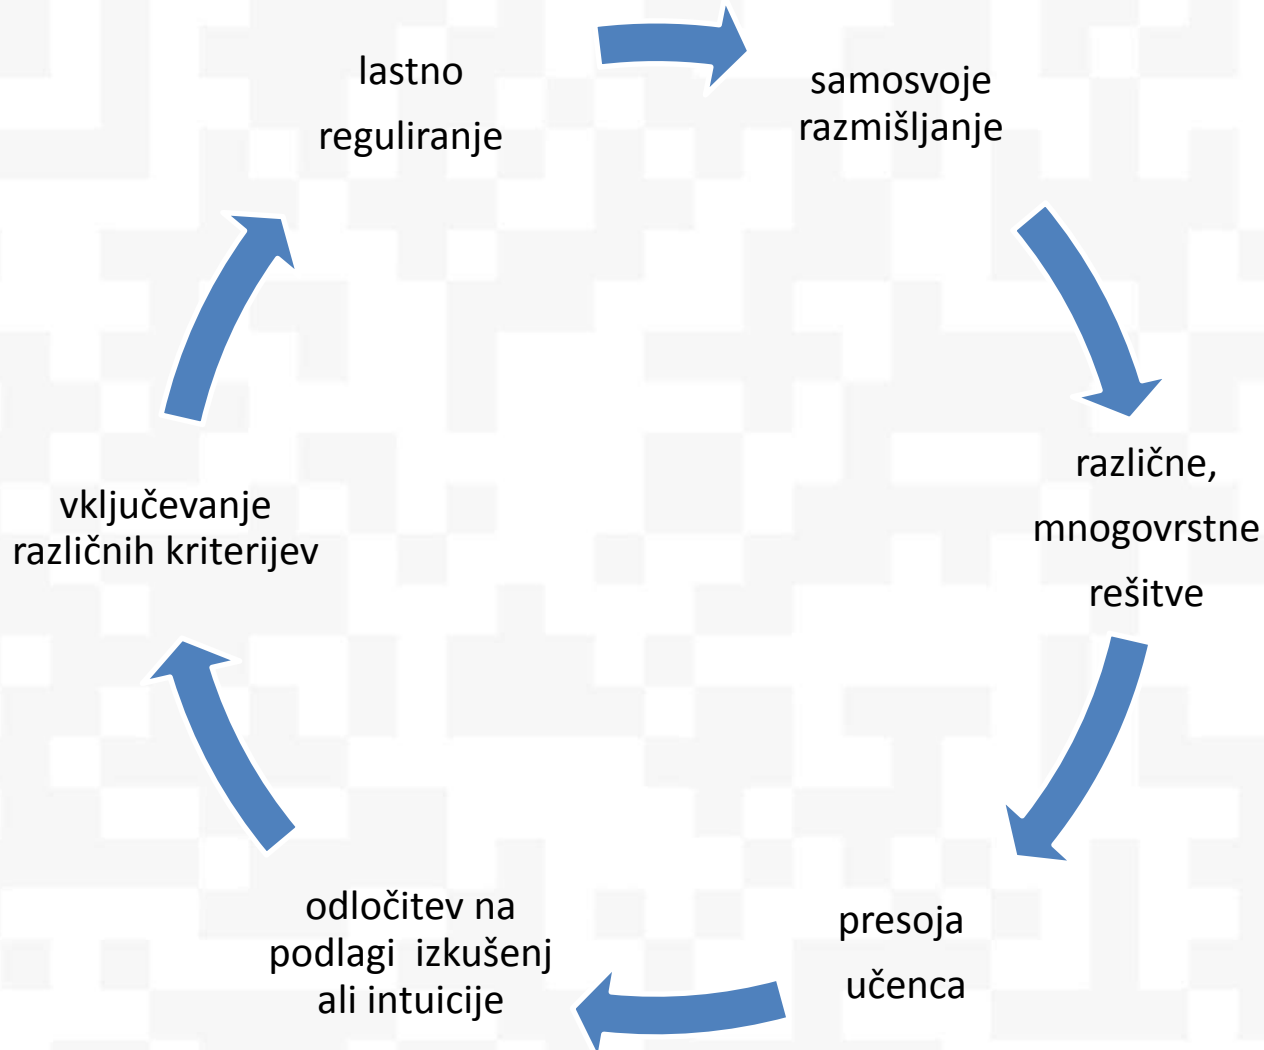 lastno
reguliranje
samosvoje
razmišljanje
različne,
mnogovrstne
rešitve
presoja
učenca
odločitev na
podlagi izkušenj
ali intuicije
vključevanje
različnih kriterijev